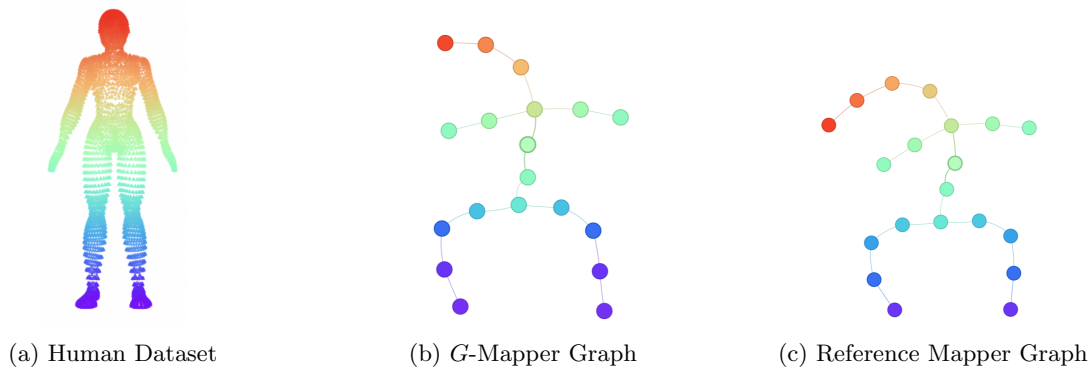 (a) Human Dataset
(b) G-Mapper Graph
(c) Reference Mapper Graph